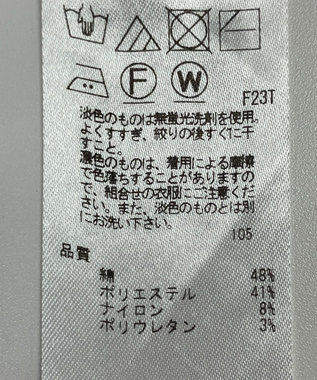 F
W
F23T
淡色のものは無蛍光洗剤を使用。
よくすすぎ、絞りの後すぐに干
すこと。
濃色のものは、着用による摩擦
で色落ちすることがありますの
で、組合せの衣服にご注意くだ
さい。また、淡色のものとは別
にお洗い下さい。
105
品質
綿 48%
ポリエステル 41%
ナイロン 8%
ポリウレタン 3%